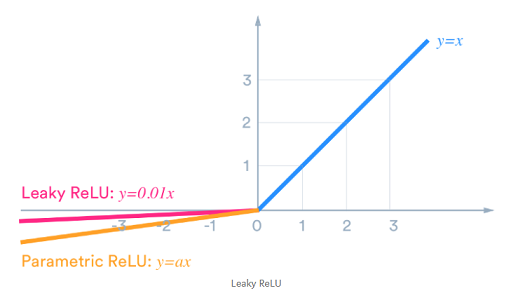 y=x
3
2
1
Leaky ReLU: y=0.01x
-3 -2 -1 0 1 2 3
Parametric ReLU: y=ax
Leaky ReLU